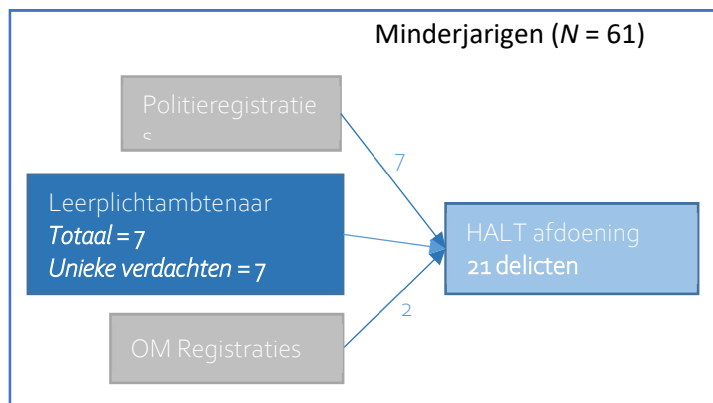 Minderjarigen (N = 61)
Politieregistratie
s
7
Leerplichtambtenaar
Totaal = 7
Unieke verdachten = 7
HALT afdoening
21 delicten
2
OM Registraties